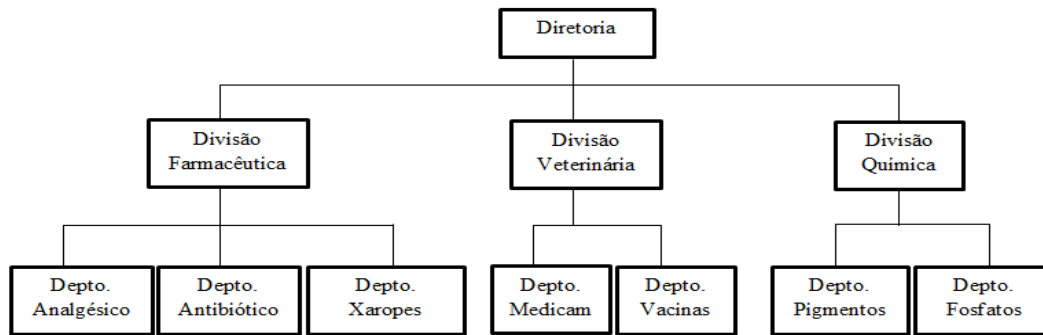 Diretoria
Divisão
Farmacêutica
Divisão
Veterinária
Divisão
Quimica
Depto.
Analgésico
Depto.
Antibiótico
Depto.
Xaropes
Depto.
Medicam
Depto.
Vacinas
Depto.
Pigmentos
Depto.
Fosfatos